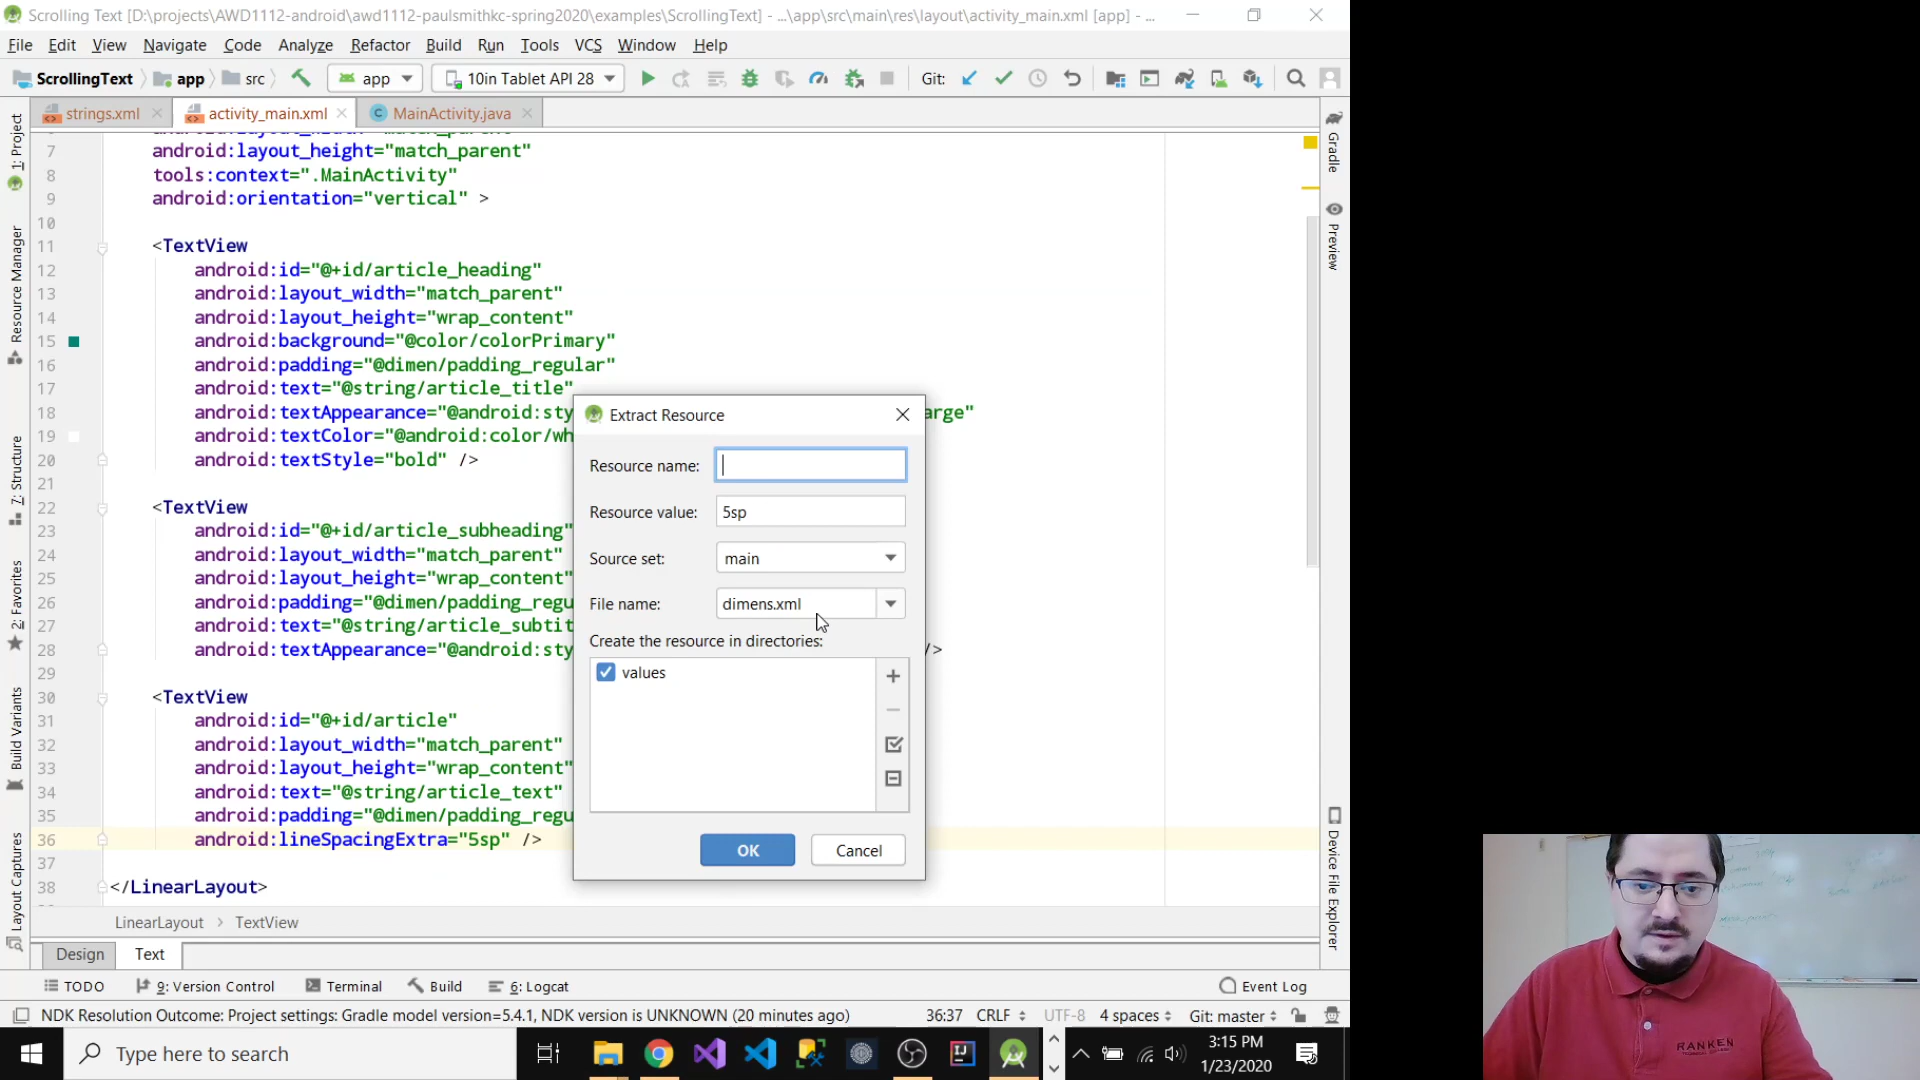 Scrolling Text [D:\projects\AWD1112-android\awd1112-paulsmithkc-spring2020\examples\ScrollingText] - ...\app\src\main\res\layout\activity_main.xml [app] - ...
File Edit View Navigate Code Analyze Refactor Build Run Tools VCS Window Help
ScrollingText app src app 10in Tablet API 28 Git:
strings.xml activity_main.xml MainActivity.java
7 android:layout_height="match_parent"
8 tools:context=".MainActivity"
9 android:orientation="vertical" >
10
11 <TextView
12 android:id="@+id/article_heading"
13 android:layout_width="match_parent"
14 android:layout_height="wrap_content"
15 android:background="@color/colorPrimary"
16 android:padding="@dimen/padding_regular"
17 android:text="@string/article_title"
18 android:textAppearance="@android:sty arge"
19 android:textColor="@android:color/wh
20 android:textStyle="bold" />
21
22 <TextView
23 android:id="@+id/article_subheading"
24 android:layout_width="match_parent"
25 android:layout_height="wrap_content"
26 android:padding="@dimen/padding_regu
27 android:text="@string/article_subtit
28 android:textAppearance="@android:sty />
29
30 <TextView
31 android:id="@+id/article"
32 android:layout_width="match_parent"
33 android:layout_height="wrap_content"
34 android:text="@string/article_text"
35 android:padding="@dimen/padding_regu
36 android:lineSpacingExtra="5sp" />
37
38 </LinearLayout>
Extract Resource
Resource name:
Resource value: 5sp
Source set: main
File name: dimens.xml
Create the resource in directories:
values
OK Cancel
1: Project
Resource Manager
7: Structure
2: Favorites
Build Variants
Layout Captures
Gradle
Preview
Device File Explorer
LinearLayout > TextView
Design Text
TODO 9: Version Control Terminal Build 6: Logcat Event Log
NDK Resolution Outcome: Project settings: Gradle model version=5.4.1, NDK version is UNKNOWN (20 minutes ago) 36:37 CRLF UTF-8 4 spaces Git: master
Type here to search
3:15 PM
1/23/2020
RANKEN